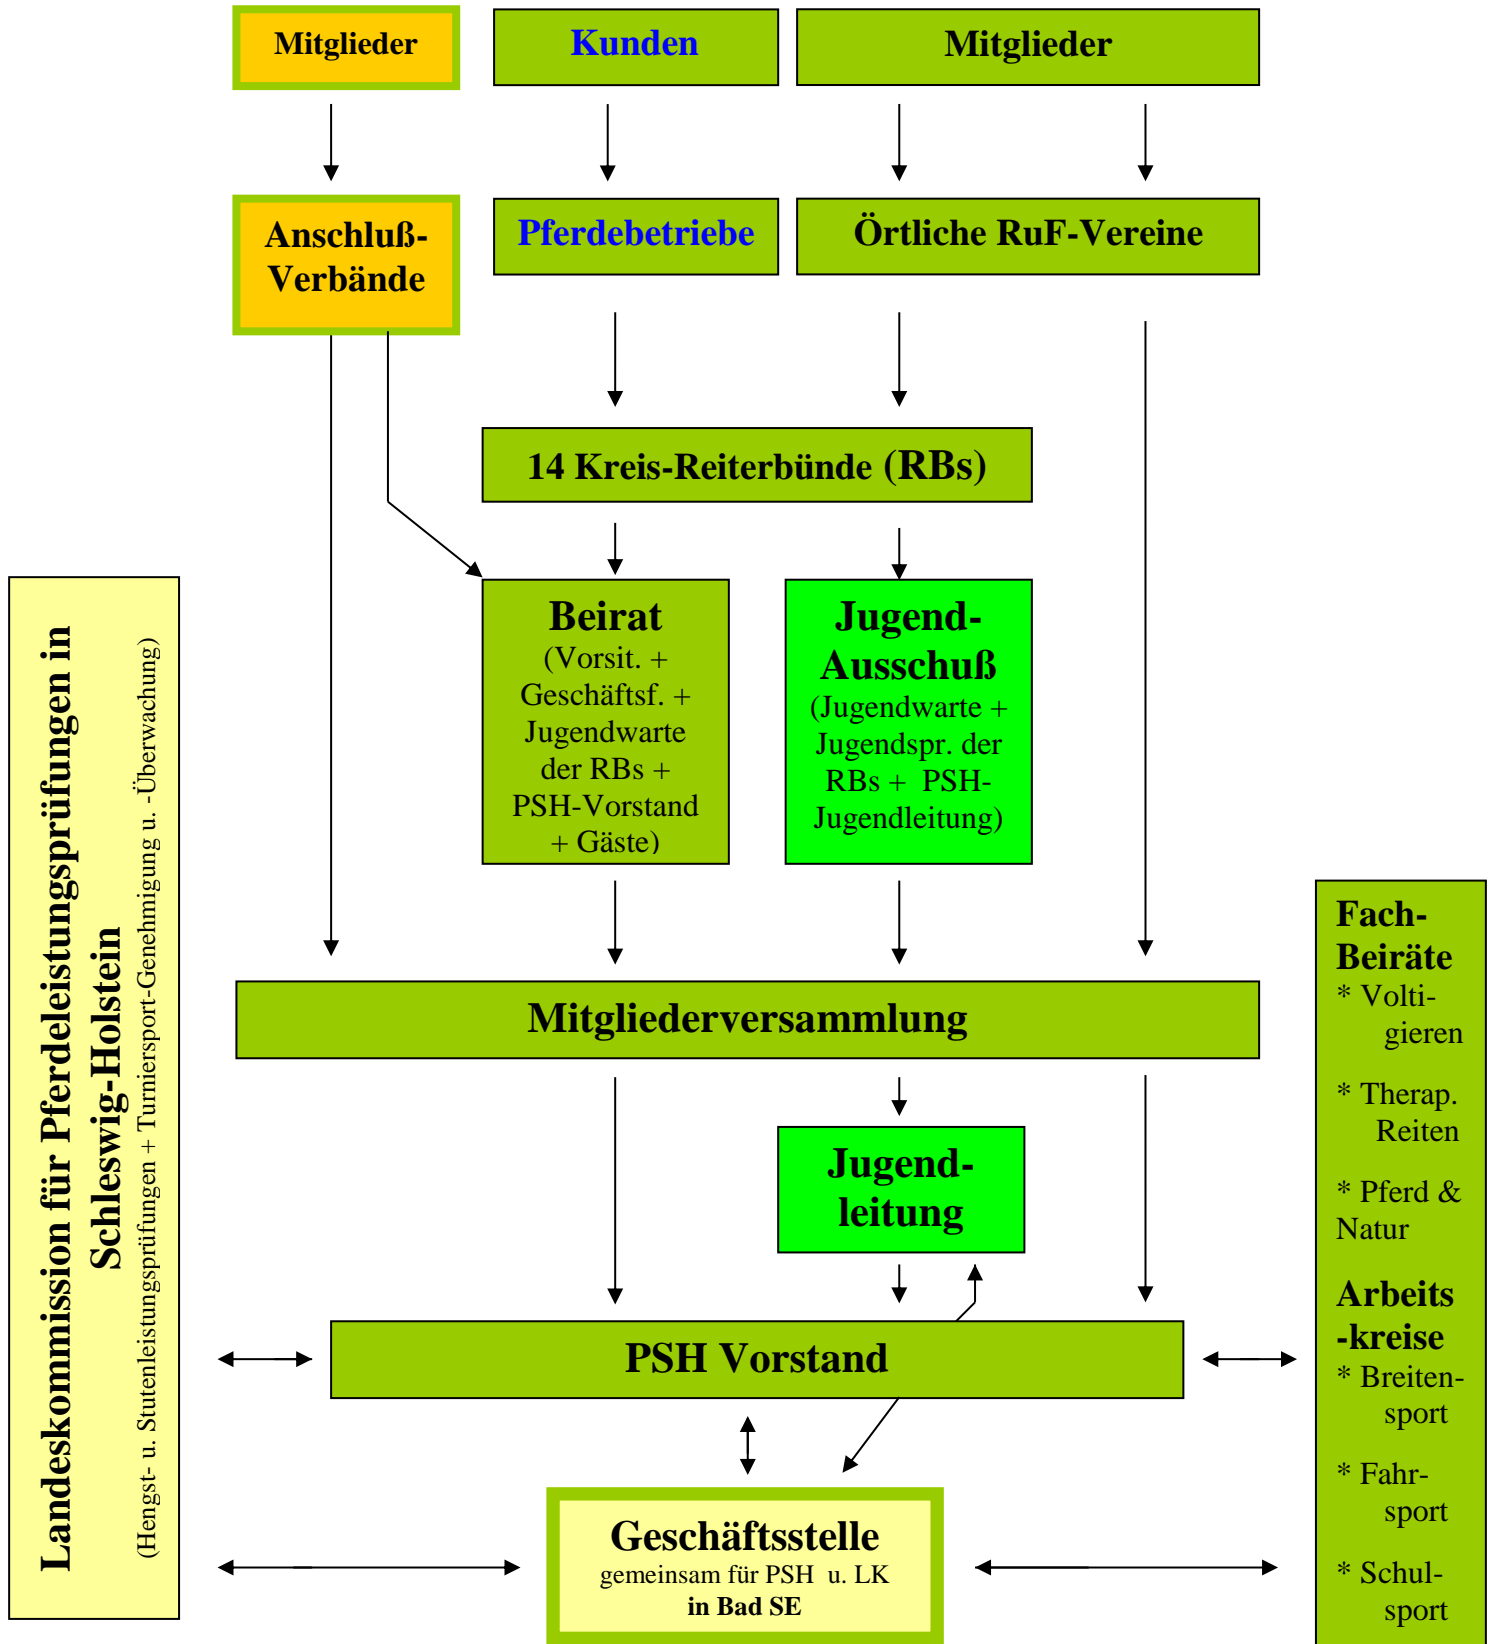 Mitglieder
Kunden
Mitglieder
Anschluß-
Verbände
Pferdebetriebe
Örtliche RuF-Vereine
14 Kreis-Reiterbünde (RBs)
Beirat
(Vorsit. +
Geschäftsf. +
Jugendwarte
der RBs +
PSH-Vorstand
+ Gäste)
Jugend-
Ausschuß
(Jugendwarte +
Jugendspr. der
RBs + PSH-
Jugendleitung)
Landeskommission für Pferdeleistungsprüfungen in
Schleswig-Holstein
(Hengst- u. Stutenleistungsprüfungen + Turniersport-Genehmigung u. -Überwachung)
Mitgliederversammlung
Jugend-
leitung
PSH Vorstand
Geschäftsstelle
gemeinsam für PSH u. LK
in Bad SE
Fach-
Beiräte
* Volti-
gieren
* Therap.
Reiten
* Pferd &
Natur
Arbeits
-kreise
* Breiten-
sport
* Fahr-
sport
* Schul-
sport